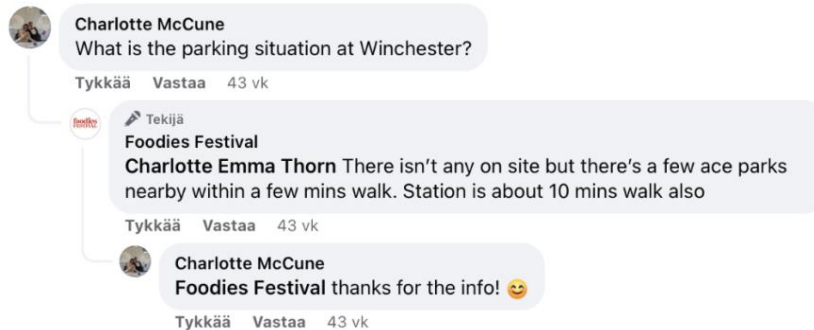 Charlotte McCune
What is the parking situation at Winchester?
Tykkää Vastaa 43 vk
foodies FESTIVAL
Tekijä
Foodies Festival
Charlotte Emma Thorn There isn't any on site but there's a few ace parks
nearby within a few mins walk. Station is about 10 mins walk also
Tykkää Vastaa 43 vk
Charlotte McCune
Foodies Festival thanks for the info! 😊
Tykkää Vastaa 43 vk